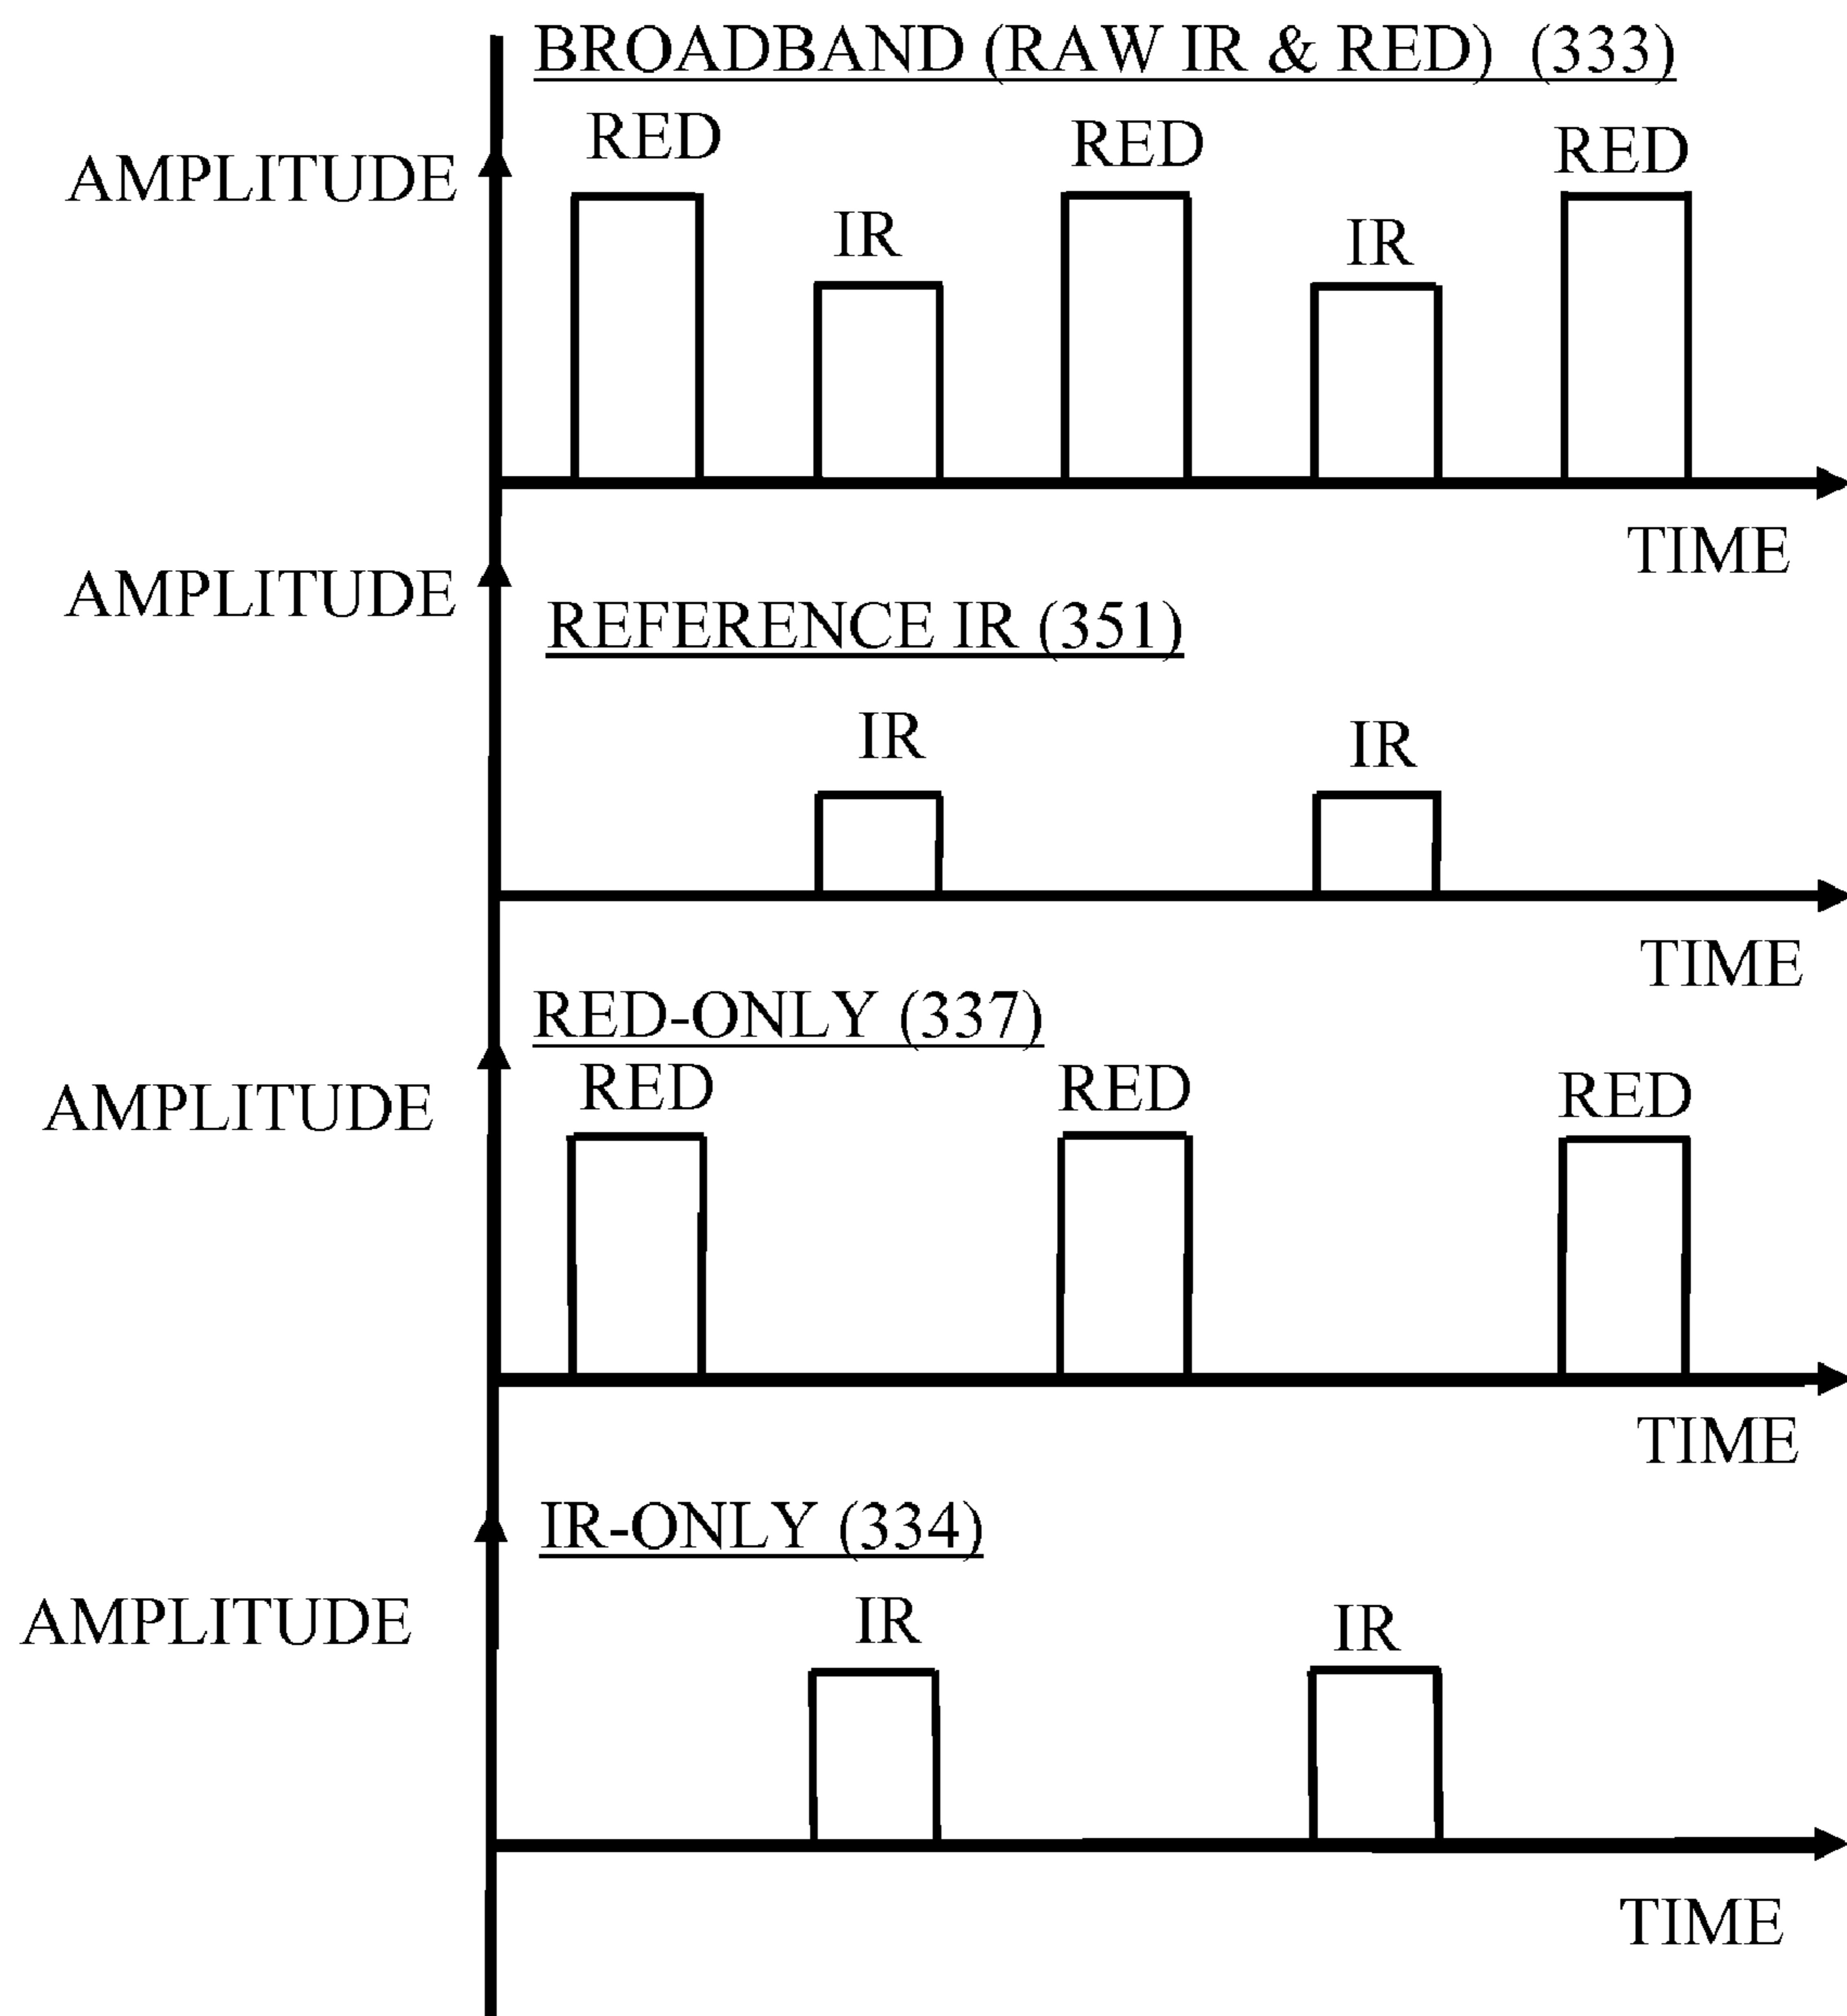 BROADBAND (RAW IR & RED) (333)
RED RED RED
AMPLITUDE
IR IR
TIME
AMPLITUDE
REFERENCE IR (351)
IR IR
TIME
RED-ONLY (337)
RED RED RED
AMPLITUDE
TIME
IR-ONLY (334)
AMPLITUDE
IR IR
TIME